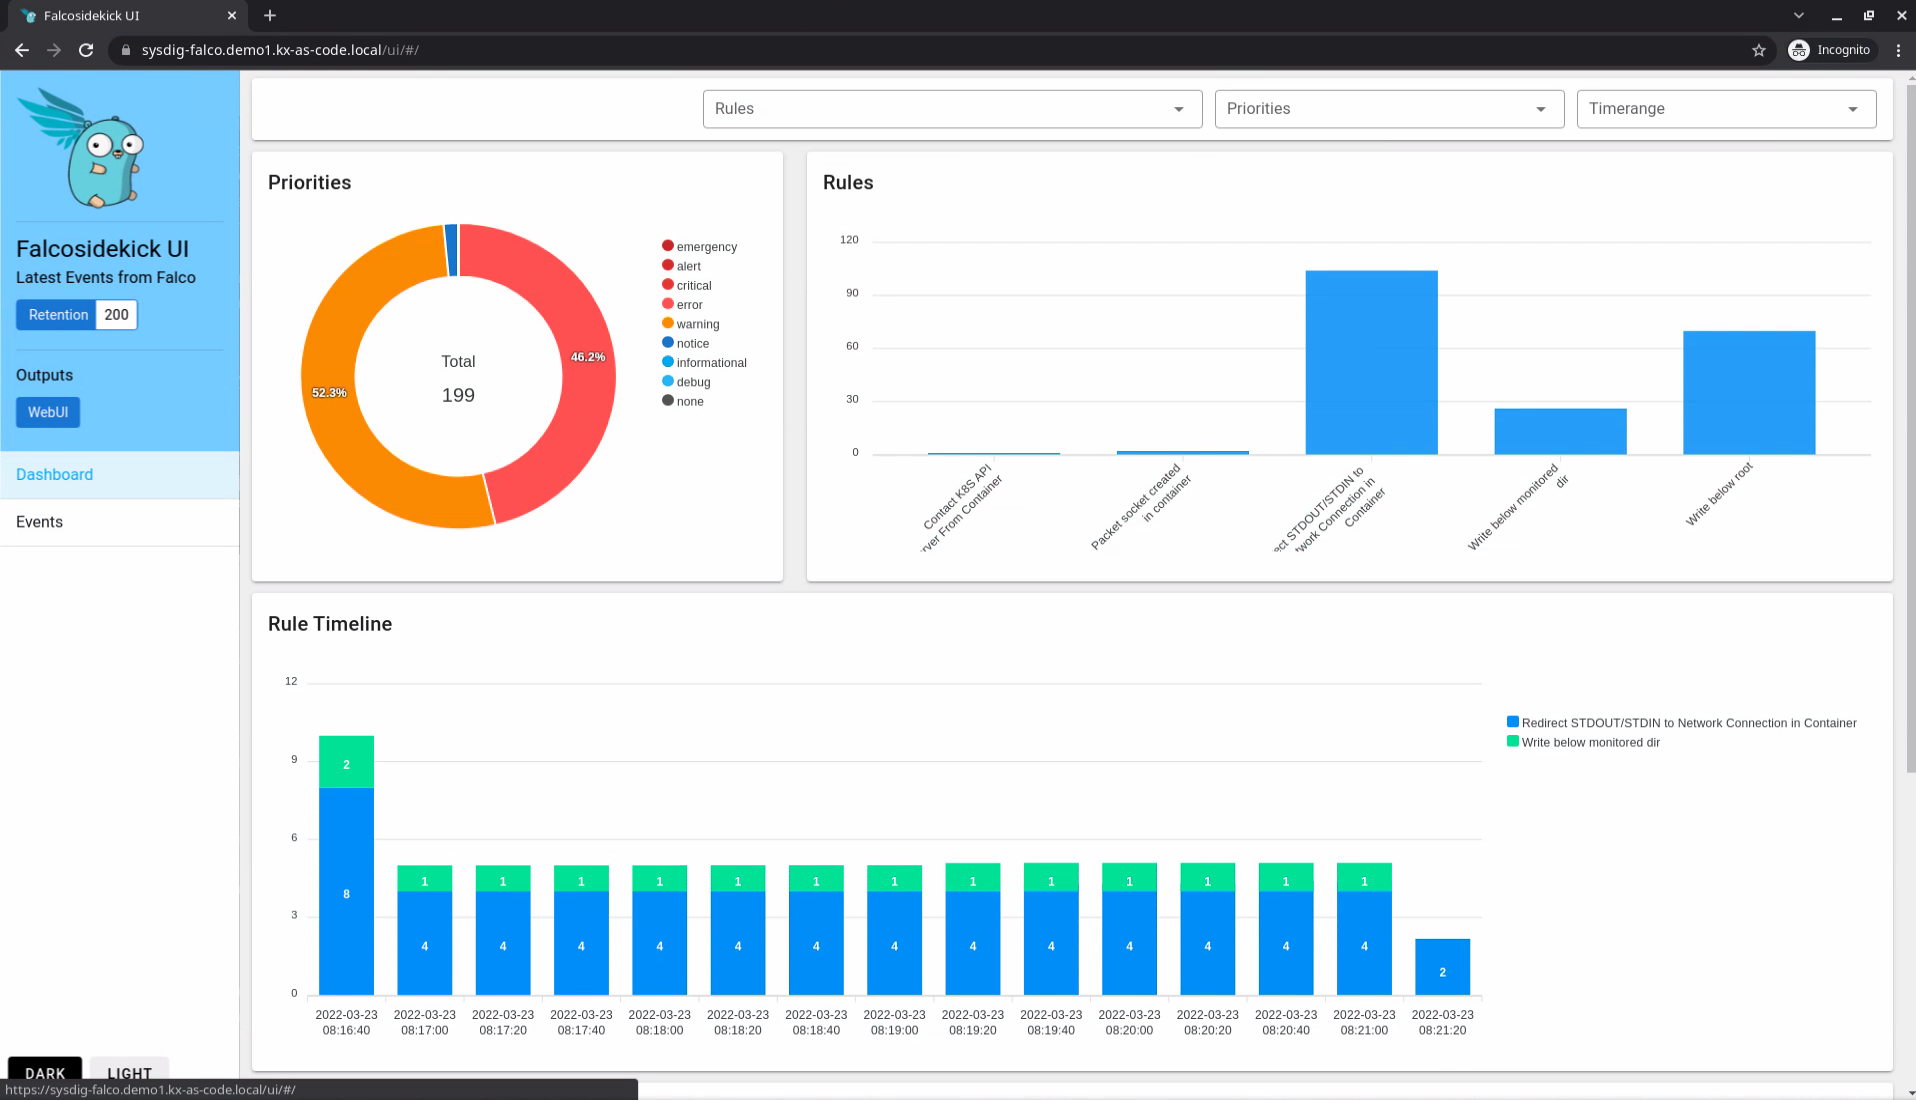 Falcosidekick UI
sysdig-falco.demo1.kx-as-code.local/ui/#/
Incognito
Falcosidekick UI
Latest Events from Falco
Retention 200
Outputs
WebUI
Dashboard
Events
DARK LIGHT
https://sysdig-falco.demo1.kx-as-code.local/ui/#/
Rules
Priorities
Timerange
Priorities
52.3%
Total
199
46.2%
emergency
alert
critical
error
warning
notice
informational
debug
none
Rules
120
90
60
30
0
Contact K8S API
rver From Container
Packet socket created
in container
ect STDOUT/STDIN to
twork Connection in
Container
Write below monitored
dir
Write below root
Rule Timeline
12
9
6
3
0
2
1 1 1 1 1 1 1 1 1 1 1 1 1
8
4 4 4 4 4 4 4 4 4 4 4 4 4
2
2022-03-23 2022-03-23 2022-03-23 2022-03-23 2022-03-23 2022-03-23 2022-03-23 2022-03-23 2022-03-23 2022-03-23 2022-03-23 2022-03-23 2022-03-23 2022-03-23 2022-03-23
08:16:40 08:17:00 08:17:20 08:17:40 08:18:00 08:18:20 08:18:40 08:19:00 08:19:20 08:19:40 08:20:00 08:20:20 08:20:40 08:21:00 08:21:20
Redirect STDOUT/STDIN to Network Connection in Container
Write below monitored dir